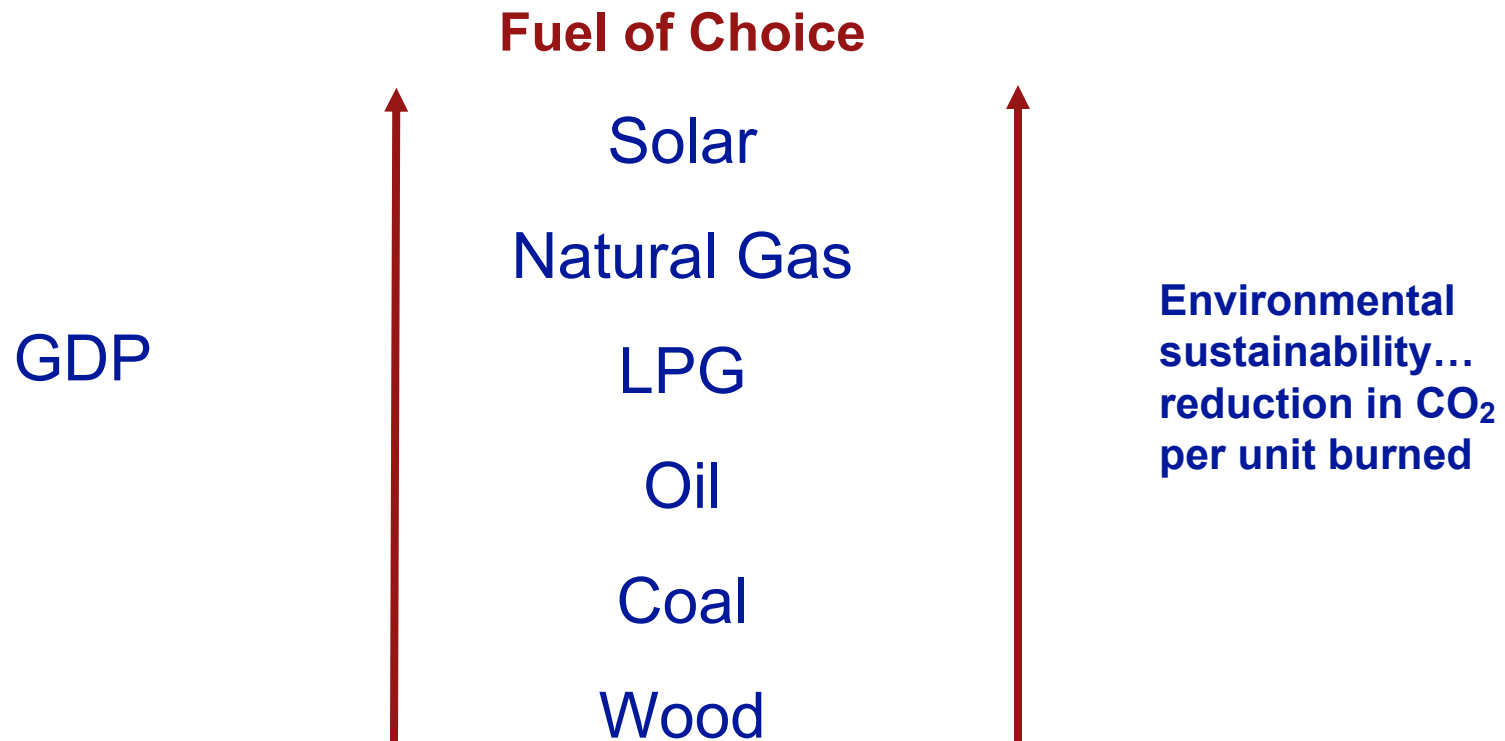 Fuel of Choice
Solar
Natural Gas
GDP
LPG
Oil
Coal
Wood
Environmental
sustainability…
reduction in CO₂
per unit burned